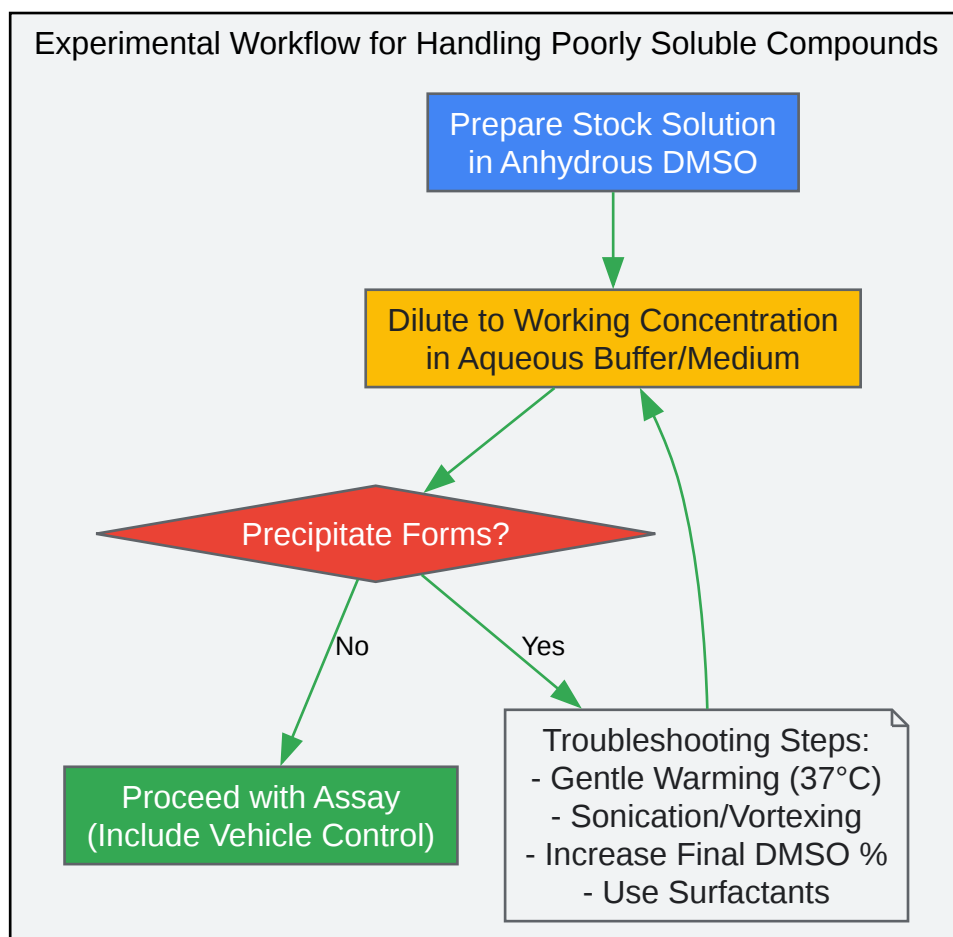 Experimental Workflow for Handling Poorly Soluble Compounds
Prepare Stock Solution
in Anhydrous DMSO
Dilute to Working Concentration
in Aqueous Buffer/Medium
Precipitate Forms?
No
Yes
Proceed with Assay
(Include Vehicle Control)
Troubleshooting Steps:
- Gentle Warming (37°C)
- Sonication/Vortexing
- Increase Final DMSO %
- Use Surfactants